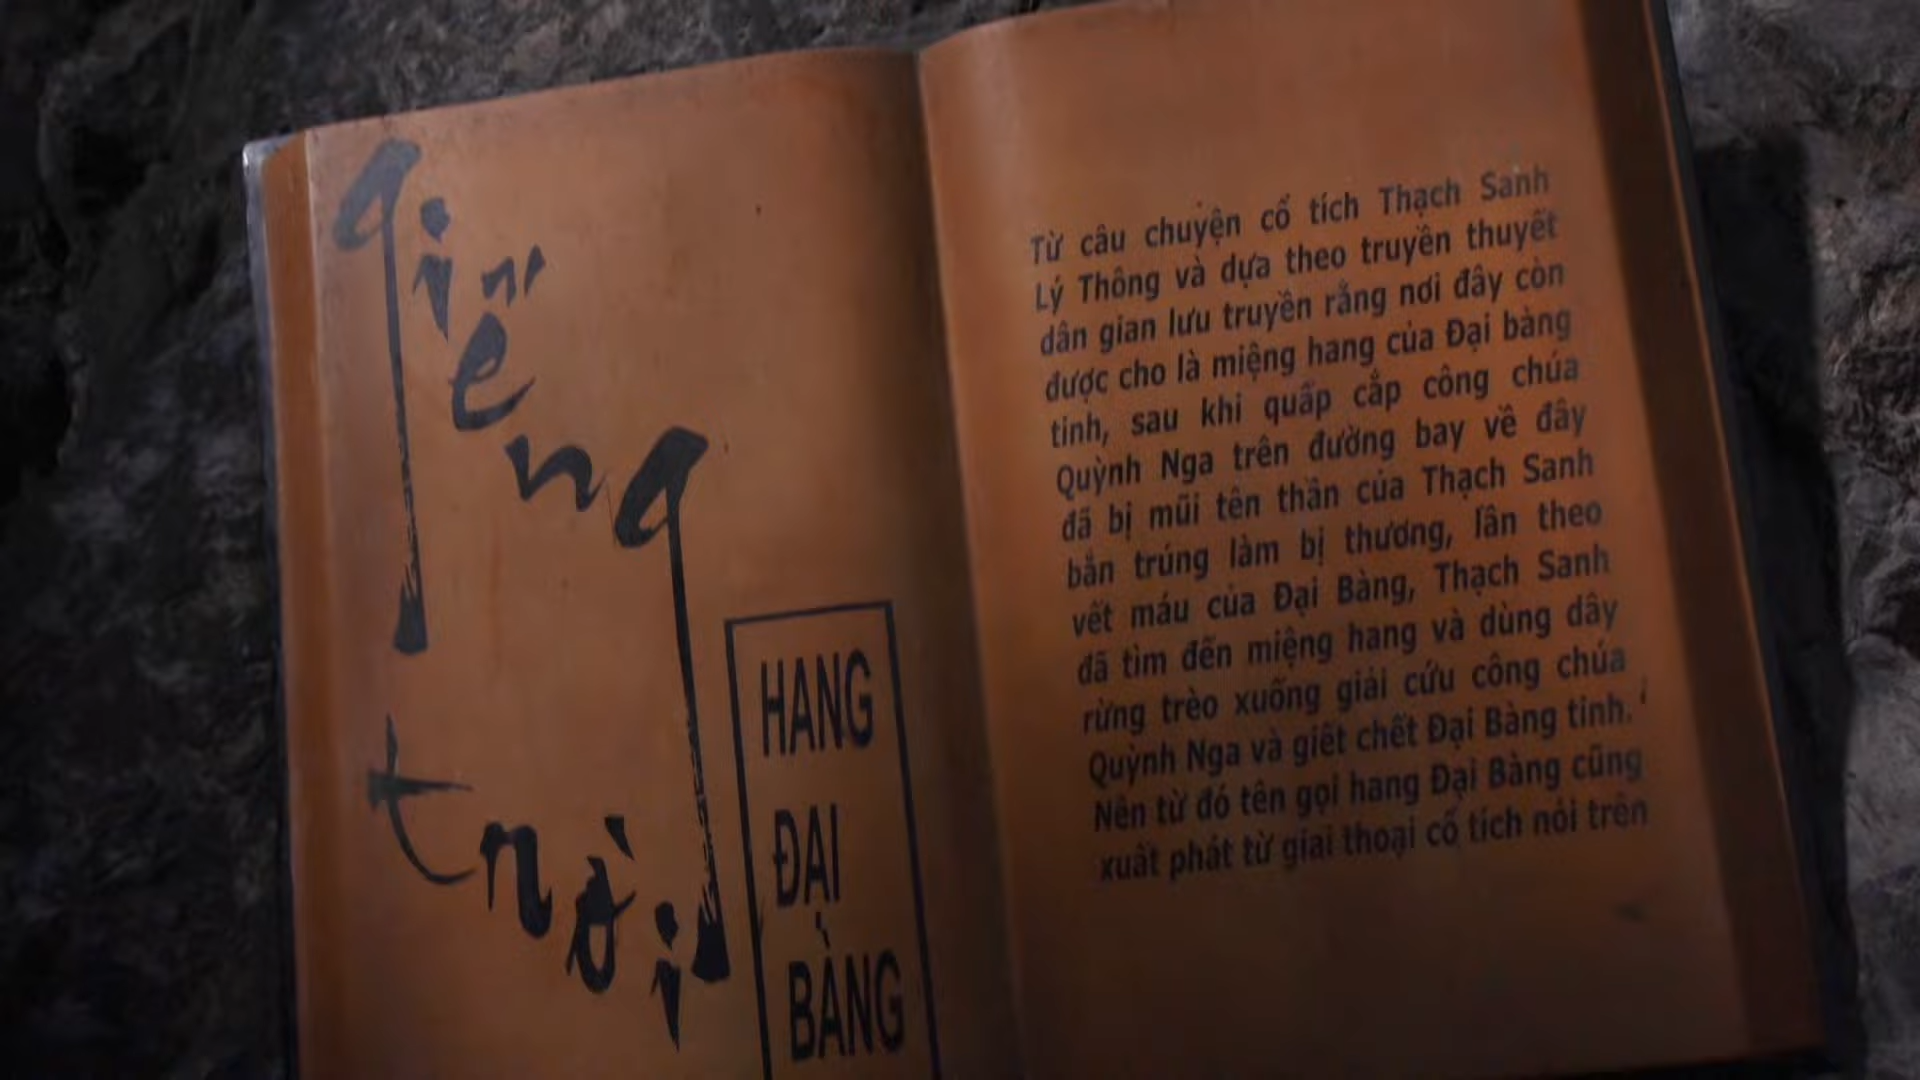 giếng
trời
HANG
ĐẠI
BÀNG
Từ câu chuyện cổ tích Thạch Sanh
Lý Thông và dựa theo truyền thuyết
dân gian lưu truyền rằng nơi đây còn
được cho là miệng hang của Đại bàng
tinh, sau khi quấp cắp công chúa
Quỳnh Nga trên đường bay về đây
đã bị mũi tên thần của Thạch Sanh
bắn trúng làm bị thương, lần theo
vết máu của Đại Bàng, Thạch Sanh
đã tìm đến miệng hang và dùng dây
rừng trèo xuống giải cứu công chúa
Quỳnh Nga và giết chết Đại Bàng tinh.
Nên từ đó tên gọi hang Đại Bàng cũng
xuất phát từ giai thoại cổ tích nói trên